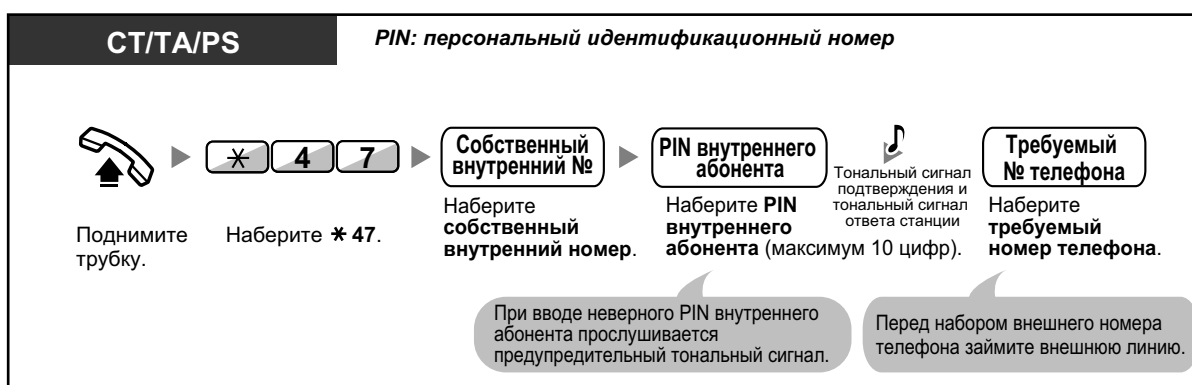 CT/TA/PS
PIN: персональный идентификационный номер
✱ 4 7
Собственный
внутренний №
PIN внутреннего
абонента
Тональный сигнал
подтверждения и
тональный сигнал
ответа станции
Требуемый
№ телефона
Поднимите
трубку.
Наберите ✱ 47.
Наберите
собственный
внутренний номер.
Наберите PIN
внутреннего
абонента (максимум 10 цифр).
Наберите
требуемый
номер телефона.
При вводе неверного PIN внутреннего
абонента прослушивается
предупредительный тональный сигнал.
Перед набором внешнего номера
телефона займите внешнюю линию.